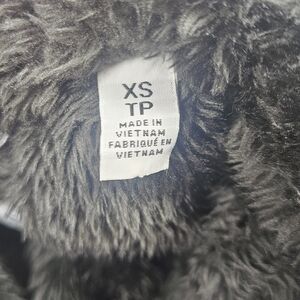 XS
TP
MADE IN
VIETNAM
FABRIQUÉ EN
VIETNAM